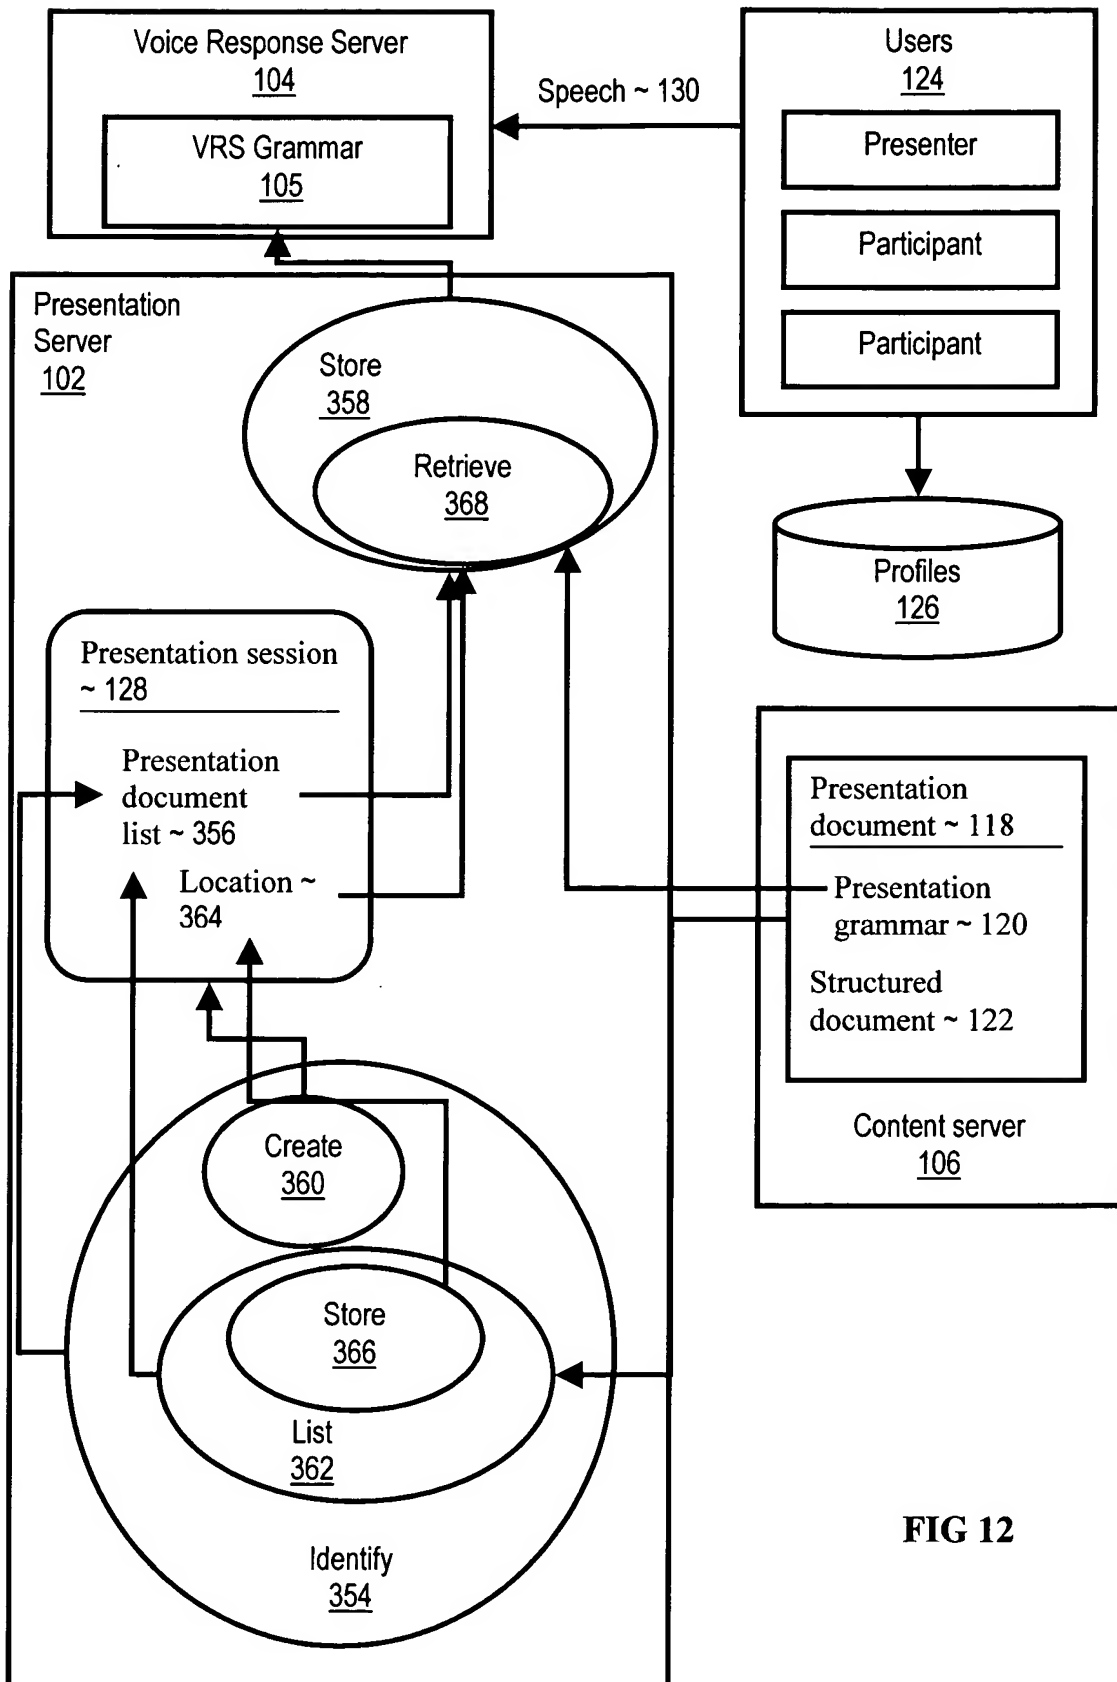 Voice Response Server
104
VRS Grammar
105
Speech ~ 130
Users
124
Presenter
Participant
Participant
Profiles
126
Presentation
Server
102
Store
358
Retrieve
368
Presentation session
~ 128
Presentation
document
list ~ 356
Location ~
364
Presentation
document ~ 118
Presentation
grammar ~ 120
Structured
document ~ 122
Content server
106
Create
360
Store
366
List
362
Identify
354
FIG 12